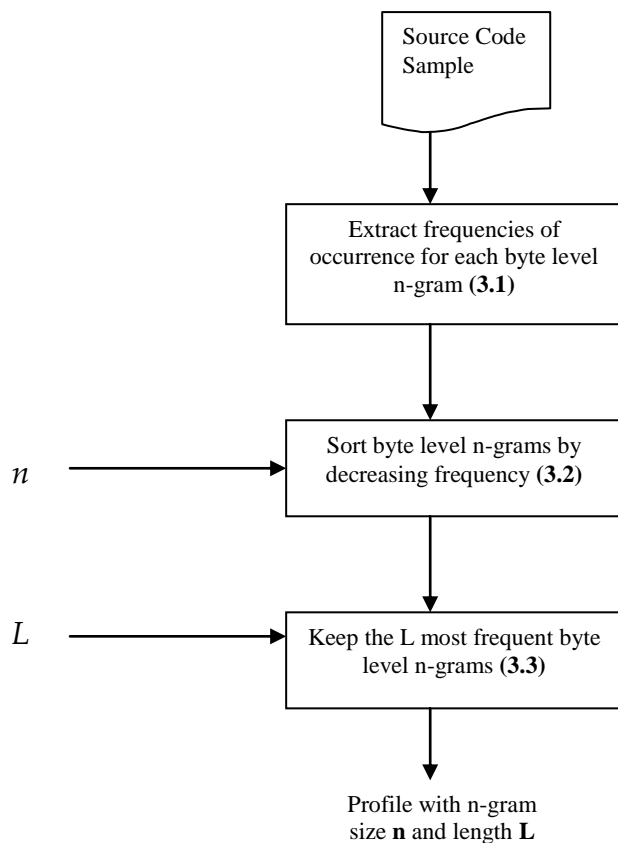 Source Code
Sample
Extract frequencies of
occurrence for each byte level
n-gram (3.1)
n
Sort byte level n-grams by
decreasing frequency (3.2)
L
Keep the L most frequent byte
level n-grams (3.3)
Profile with n-gram
size n and length L